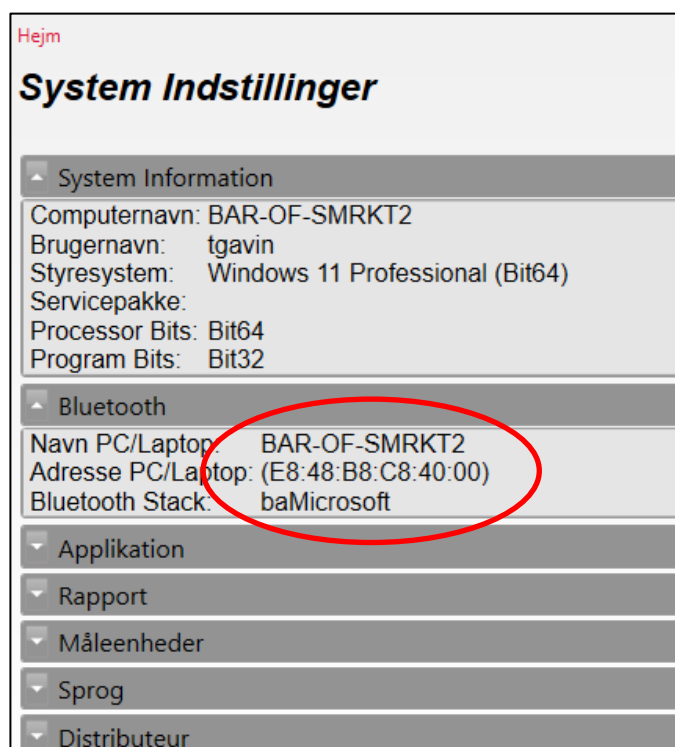 Hejm
System Indstillinger
System Information
Computernavn: BAR-OF-SMRKT2
Brugernavn: tgavin
Styresystem: Windows 11 Professional (Bit64)
Servicepakke:
Processor Bits: Bit64
Program Bits: Bit32
Bluetooth
Navn PC/Laptop: BAR-OF-SMRKT2
Adresse PC/Laptop: (E8:48:B8:C8:40:00)
Bluetooth Stack: baMicrosoft
Applikation
Rapport
Måleenheder
Sprog
Distributeur